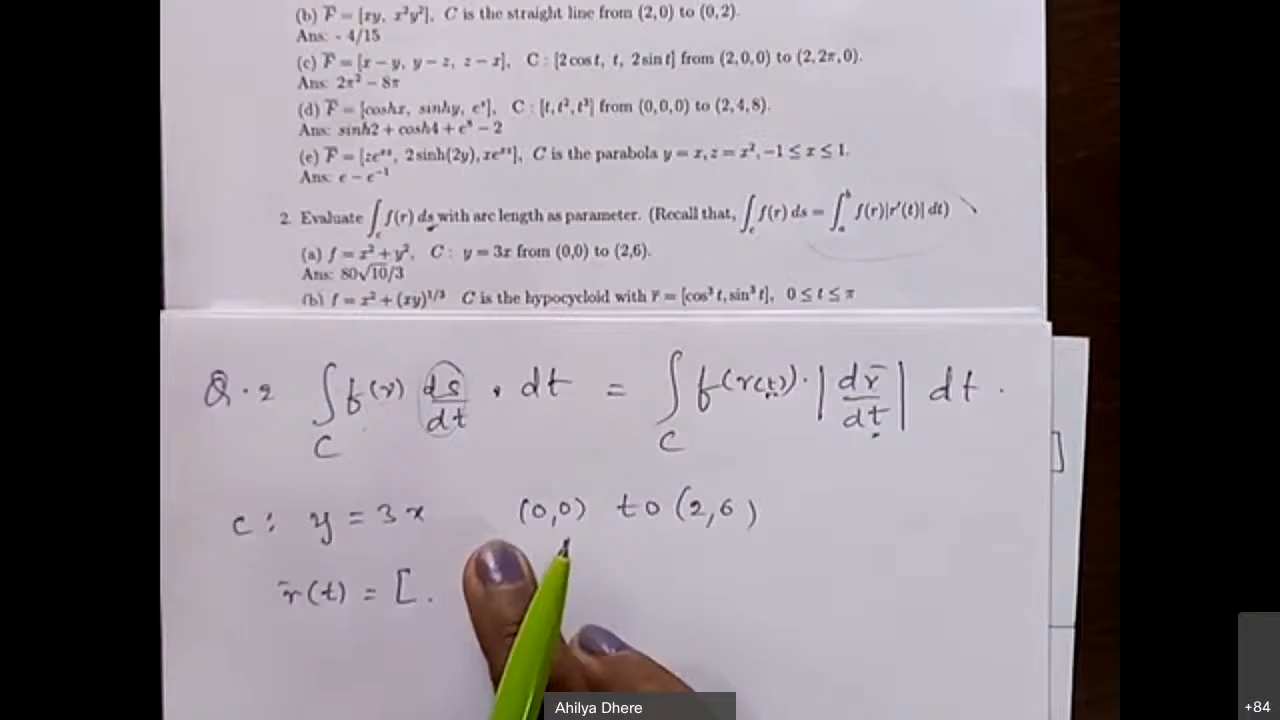 (b) F̅ = [xy, x²y²], C is the straight line from (2,0) to (0,2).
Ans: - 4/15
(c) F̅ = [x − y, y − z, z − x], C : [2 cos t, t, 2 sin t] from (2,0,0) to (2, 2π, 0).
Ans: 2π² − 8π
(d) F̅ = [coshx, sinhy, eᶻ], C : [t, t², t³] from (0,0,0) to (2,4,8).
Ans: sinh2 + cosh4 + e⁸ − 2
(e) F̅ = [zeˣᶻ, 2 sinh(2y), xeˣᶻ], C is the parabola y = x, z = x², −1 ≤ x ≤ 1.
Ans: e − e⁻¹
2. Evaluate ∫_c f(r) ds with arc length as parameter. (Recall that, ∫_c f(r) ds = ∫_a^b f(r)|r'(t)| dt)
(a) f = x² + y², C : y = 3x from (0,0) to (2,6).
Ans: 80√10/3
(b) f = x² + (xy)^1/3 C is the hypocycloid with r̅ = [cos³ t, sin³ t], 0 ≤ t ≤ π
Q.2 ∫_C f(r) ds/dt . dt = ∫_C f(r(t)) · |dr̅/dt| dt .
C : y = 3x (0,0) to (2,6)
r̅(t) = [ .
Ahilya Dhere
+84